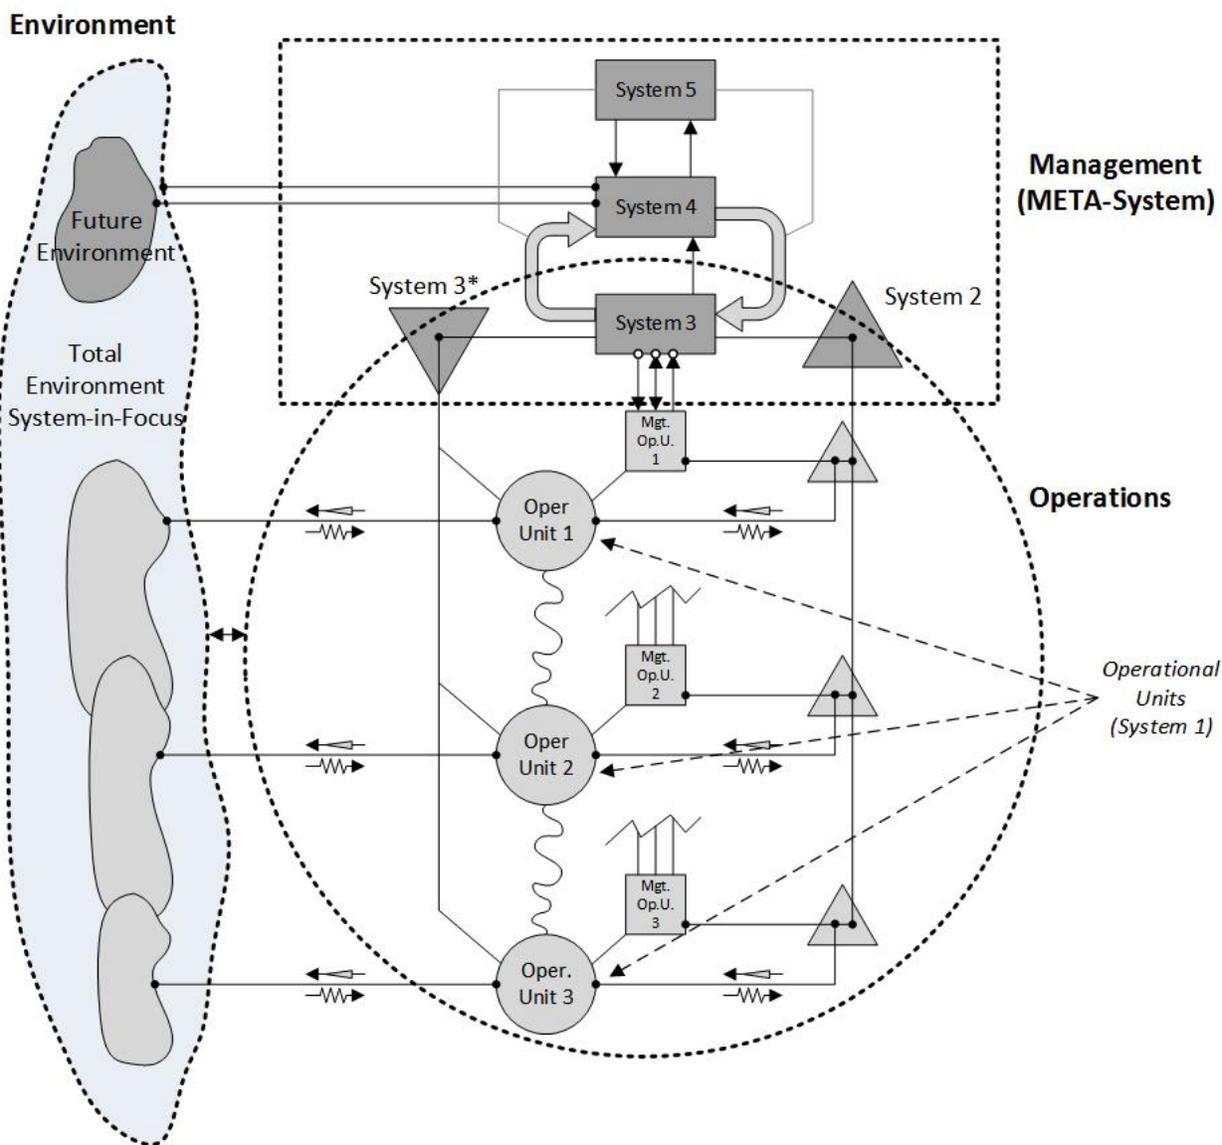 Environment
System 5
Management
(META-System)
System 4
Future
Environment
System 3*
System 2
System 3
Total
Environment
System-in-Focus
Mgt.
Op.U.
1
Operations
Oper
Unit 1
Mgt.
Op.U.
2
Operational
Units
(System 1)
Oper
Unit 2
Mgt.
Op.U.
3
Oper.
Unit 3